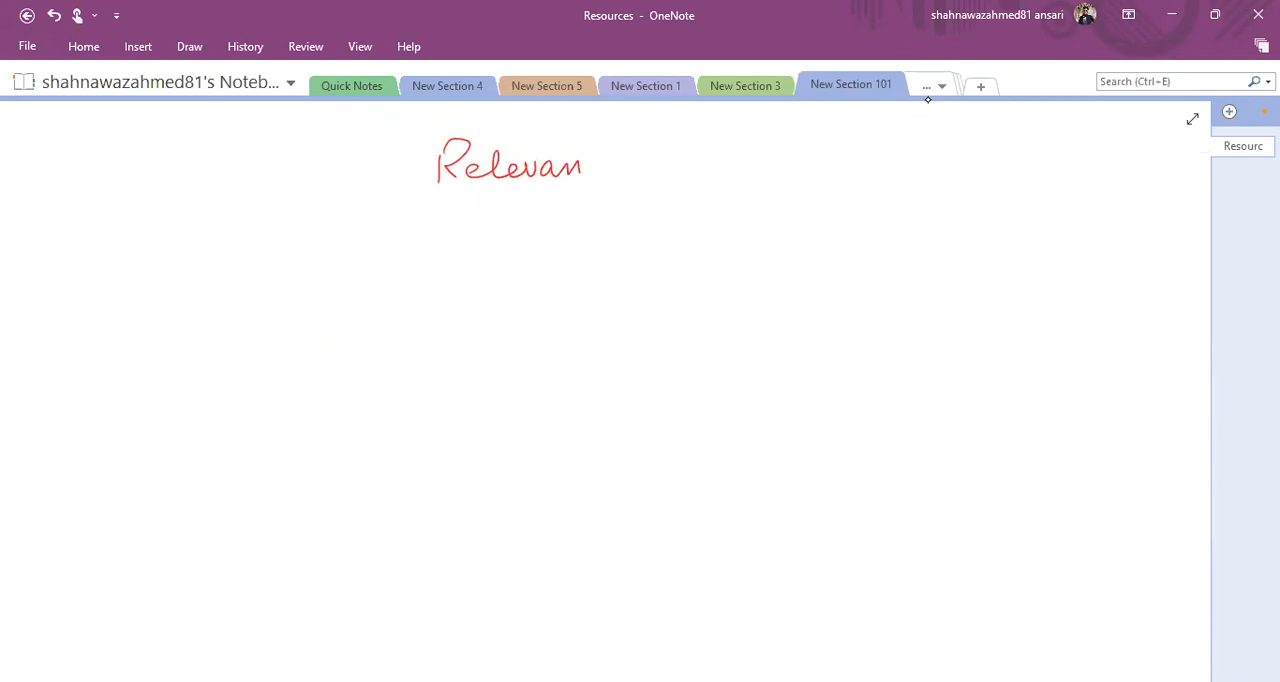 Resources - OneNote
shahnawazahmed81 ansari
File Home Insert Draw History Review View Help
shahnawazahmed81's Noteb... Quick Notes New Section 4 New Section 5 New Section 1 New Section 3 New Section 101 ... + Search (Ctrl+E)
Resourc
Relevan